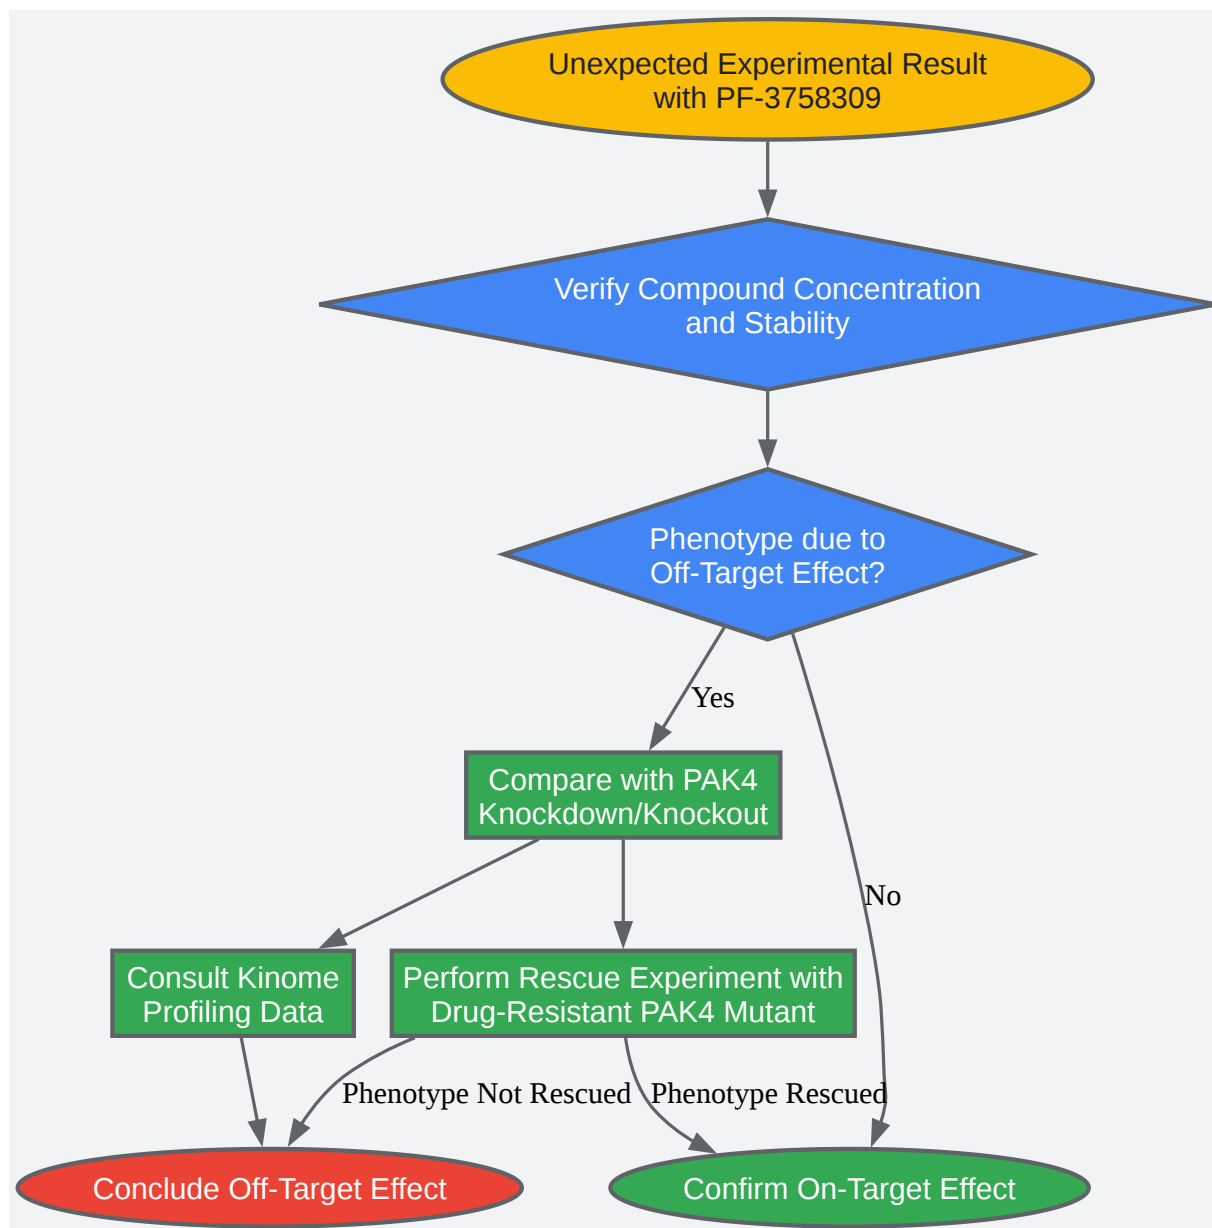 Unexpected Experimental Result
with PF-3758309
Verify Compound Concentration
and Stability
Phenotype due to
Off-Target Effect?
Yes
Compare with PAK4
Knockdown/Knockout
No
Consult Kinome
Profiling Data
Perform Rescue Experiment with
Drug-Resistant PAK4 Mutant
Phenotype Not Rescued
Phenotype Rescued
Conclude Off-Target Effect
Confirm On-Target Effect